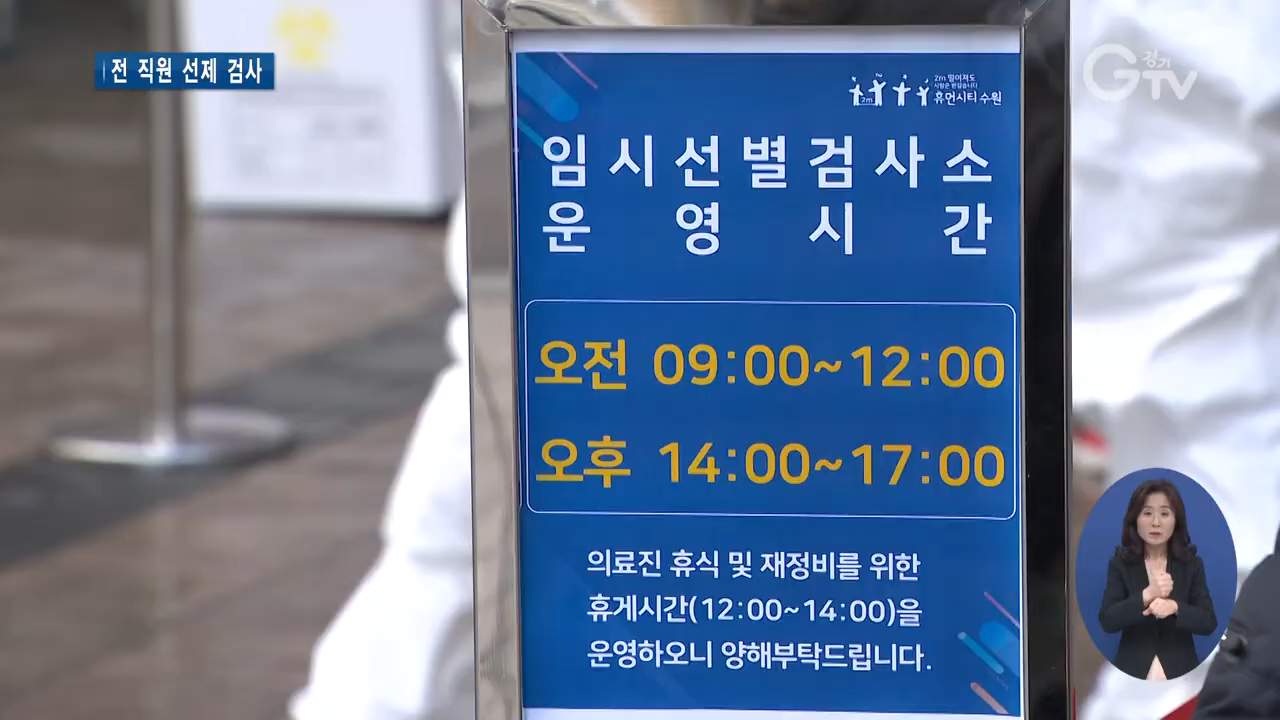 전 직원 선제 검사
경기
GTV
2m 떨어져도
사람은 반갑습니다
2m
휴먼시티 수원
임시선별검사소
운영시간
오전 09:00~12:00
오후 14:00~17:00
의료진 휴식 및 재정비를 위한
휴게시간(12:00~14:00)을
운영하오니 양해부탁드립니다.